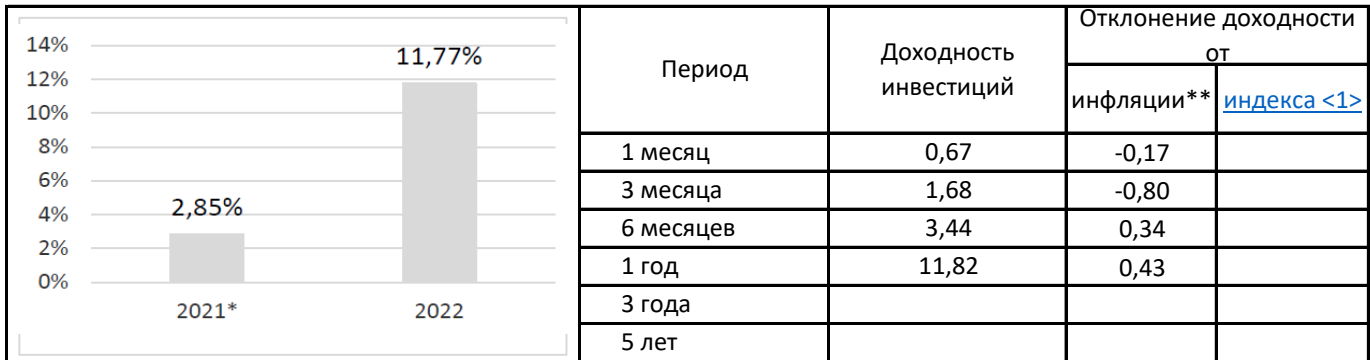 14%
12%
10%
8%
6%
4%
2%
0%
2,85%
11,77%
2021*
2022
Период
Доходность
инвестиций
Отклонение доходности
от
инфляции**
индекса <1>
1 месяц 0,67 -0,17
3 месяца 1,68 -0,80
6 месяцев 3,44 0,34
1 год 11,82 0,43
3 года
5 лет